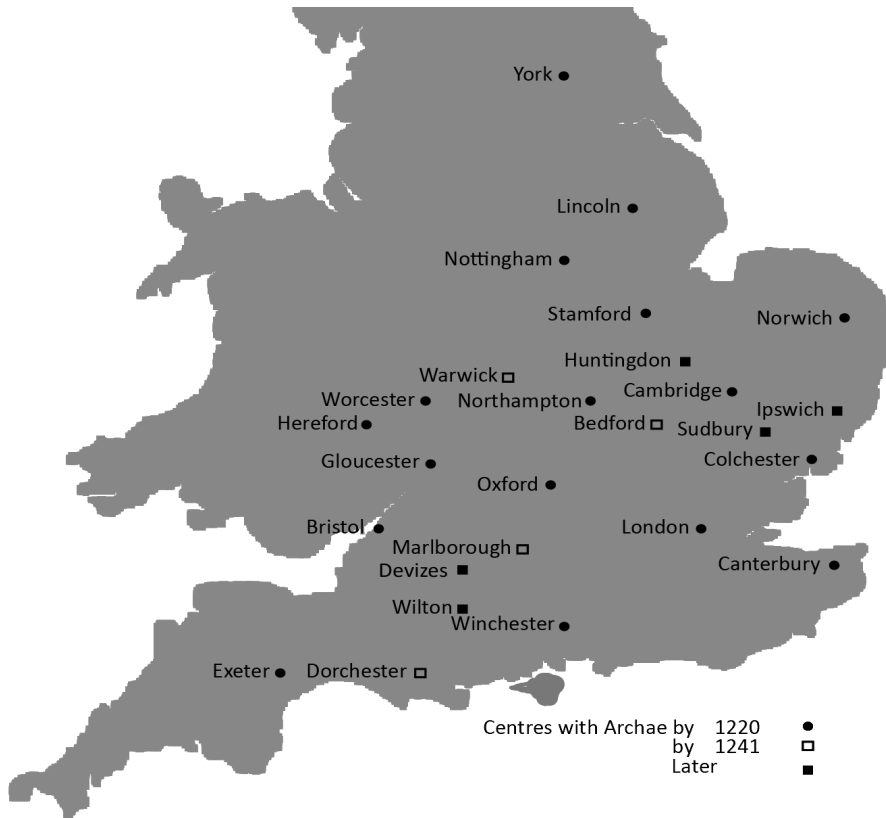 York
Lincoln
Nottingham
Stamford
Norwich
Huntingdon
Warwick
Cambridge
Worcester
Northampton
Ipswich
Hereford
Bedford
Sudbury
Gloucester
Colchester
Oxford
Bristol
London
Marlborough
Canterbury
Devizes
Wilton
Winchester
Exeter
Dorchester
Centres with Archae by 1220
by 1241
Later